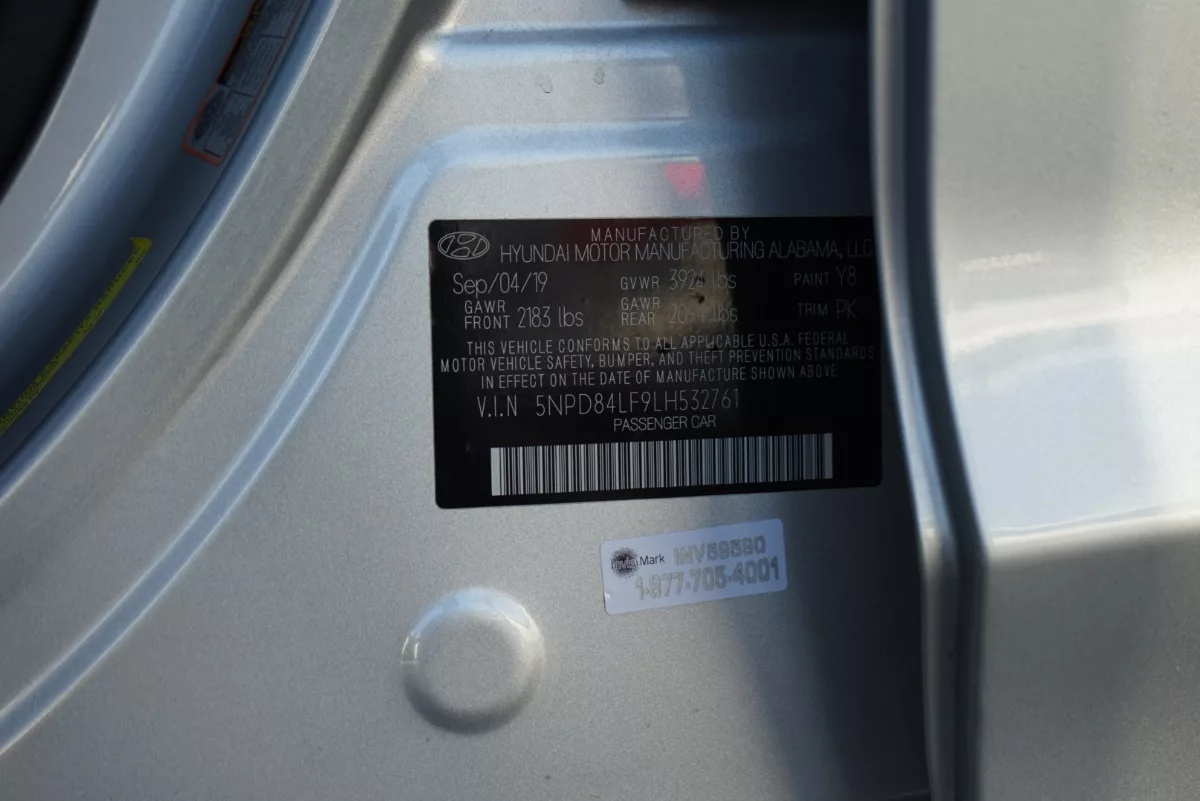 MANUFACTURED BY
HYUNDAI MOTOR MANUFACTURING ALABAMA, LLC
Sep/04/19 GVWR 3924 lbs PAINT Y8
GAWR FRONT 2183 lbs GAWR REAR lbs TRIM PK
THIS VEHICLE CONFORMS TO ALL APPLICABLE U.S.A. FEDERAL
MOTOR VEHICLE SAFETY, BUMPER, AND THEFT PREVENTION STANDARDS
IN EFFECT ON THE DATE OF MANUFACTURE SHOWN ABOVE
V.I.N 5NPD84LF9LH532761
PASSENGER CAR
Mark
1-877-705-4001